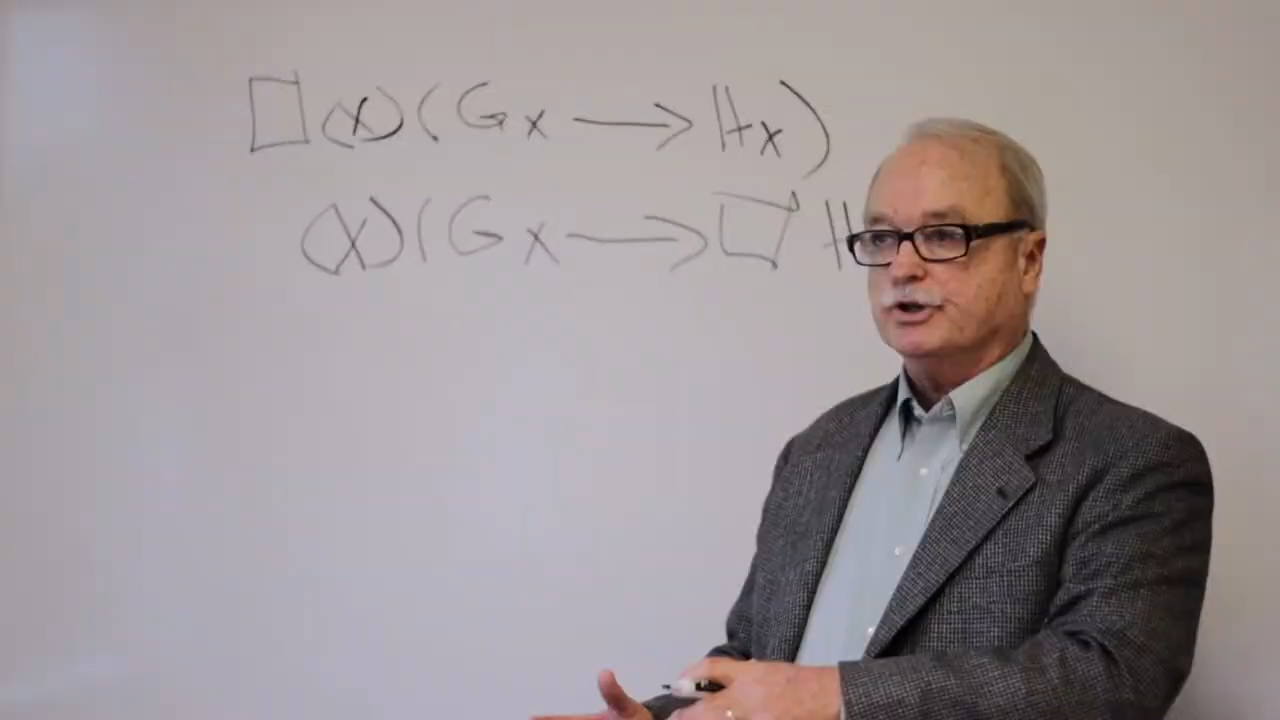 □(x)(Gx → Hx)
(x)(Gx → □ H